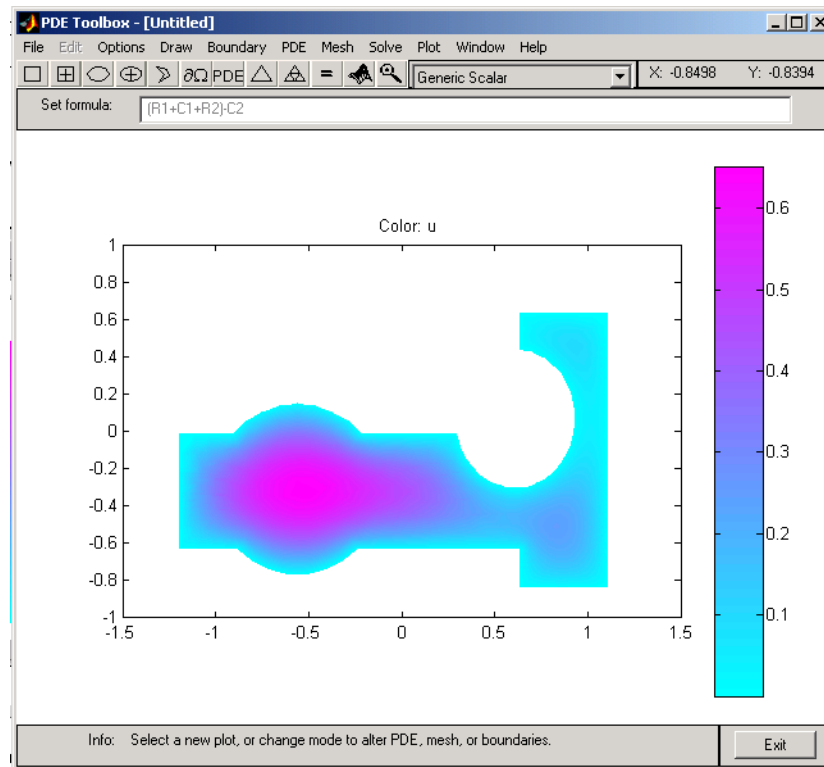 PDE Toolbox - [Untitled]
File Edit Options Draw Boundary PDE Mesh Solve Plot Window Help
∂Ω PDE = Generic Scalar X: -0.8498 Y: -0.8394
Set formula: (R1+C1+R2)-C2
Color: u
1
0.8
0.6
0.4
0.2
0
-0.2
-0.4
-0.6
-0.8
-1
-1.5 -1 -0.5 0 0.5 1 1.5
0.6
0.5
0.4
0.3
0.2
0.1
Info: Select a new plot, or change mode to alter PDE, mesh, or boundaries.
Exit